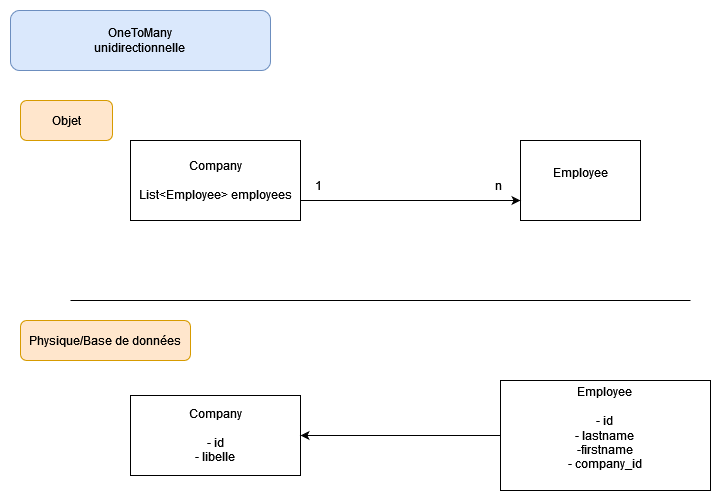 OneToMany
unidirectionnelle
Objet
Company
List<Employee> employees
1
n
Employee
Physique/Base de données
Company
- id
- libelle
Employee
- id
- lastname
-firstname
- company_id